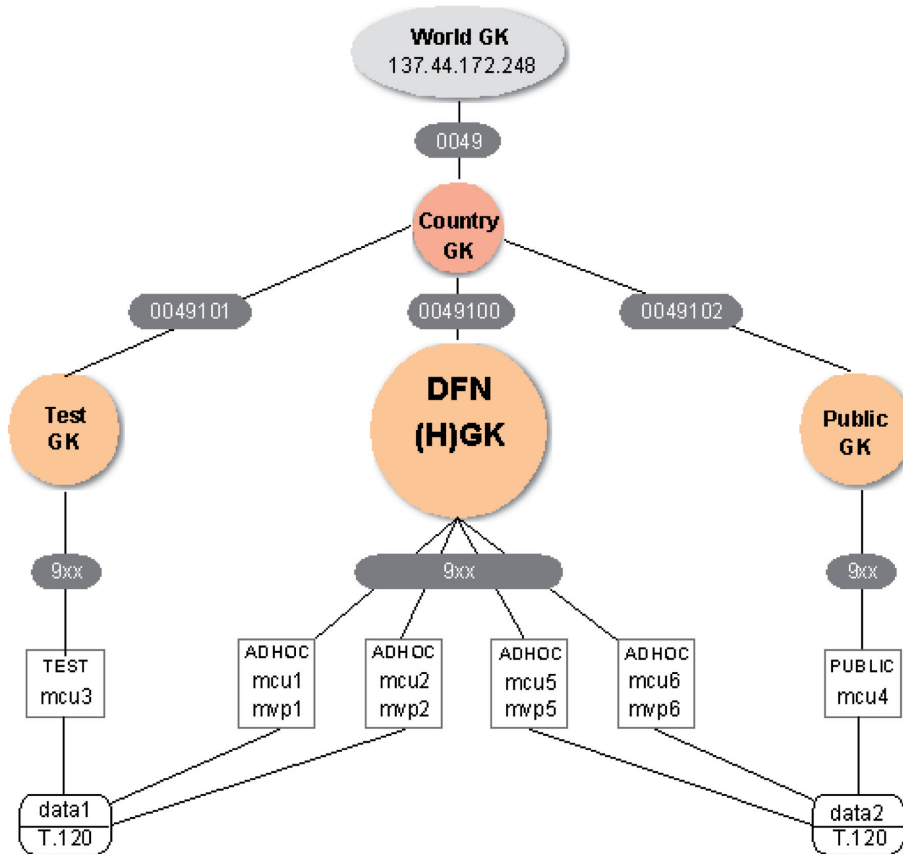 World GK
137.44.172.248
0049
Country
GK
0049101
0049100
0049102
Test
GK
DFN
(H)GK
Public
GK
9xx
9xx
9xx
TEST
mcu3
ADHOC
mcu1
mvp1
ADHOC
mcu2
mvp2
ADHOC
mcu5
mvp5
ADHOC
mcu6
mvp6
PUBLIC
mcu4
data1
T.120
data2
T.120